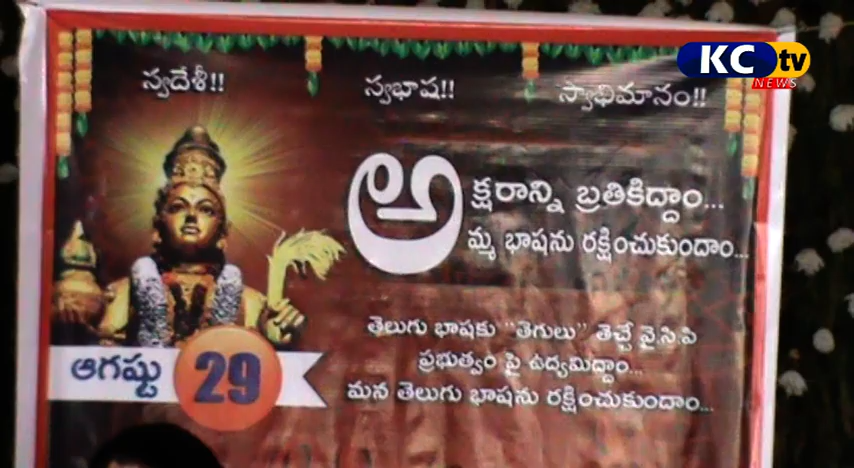 KC tv
NEWS
స్వదేశీ!! స్వభాష!! స్వాభిమానం!!
అక్షరాన్ని బ్రతికిద్దాం...
మ్మ భాషను రక్షించుకుందాం...
తెలుగు భాషకు "తెగులు" తెచ్చే వై.సి.పి
ప్రభుత్వం పై ఉద్యమిద్దాం...
మన తెలుగు భాషను రక్షించుకుందాం...
ఆగష్టు 29